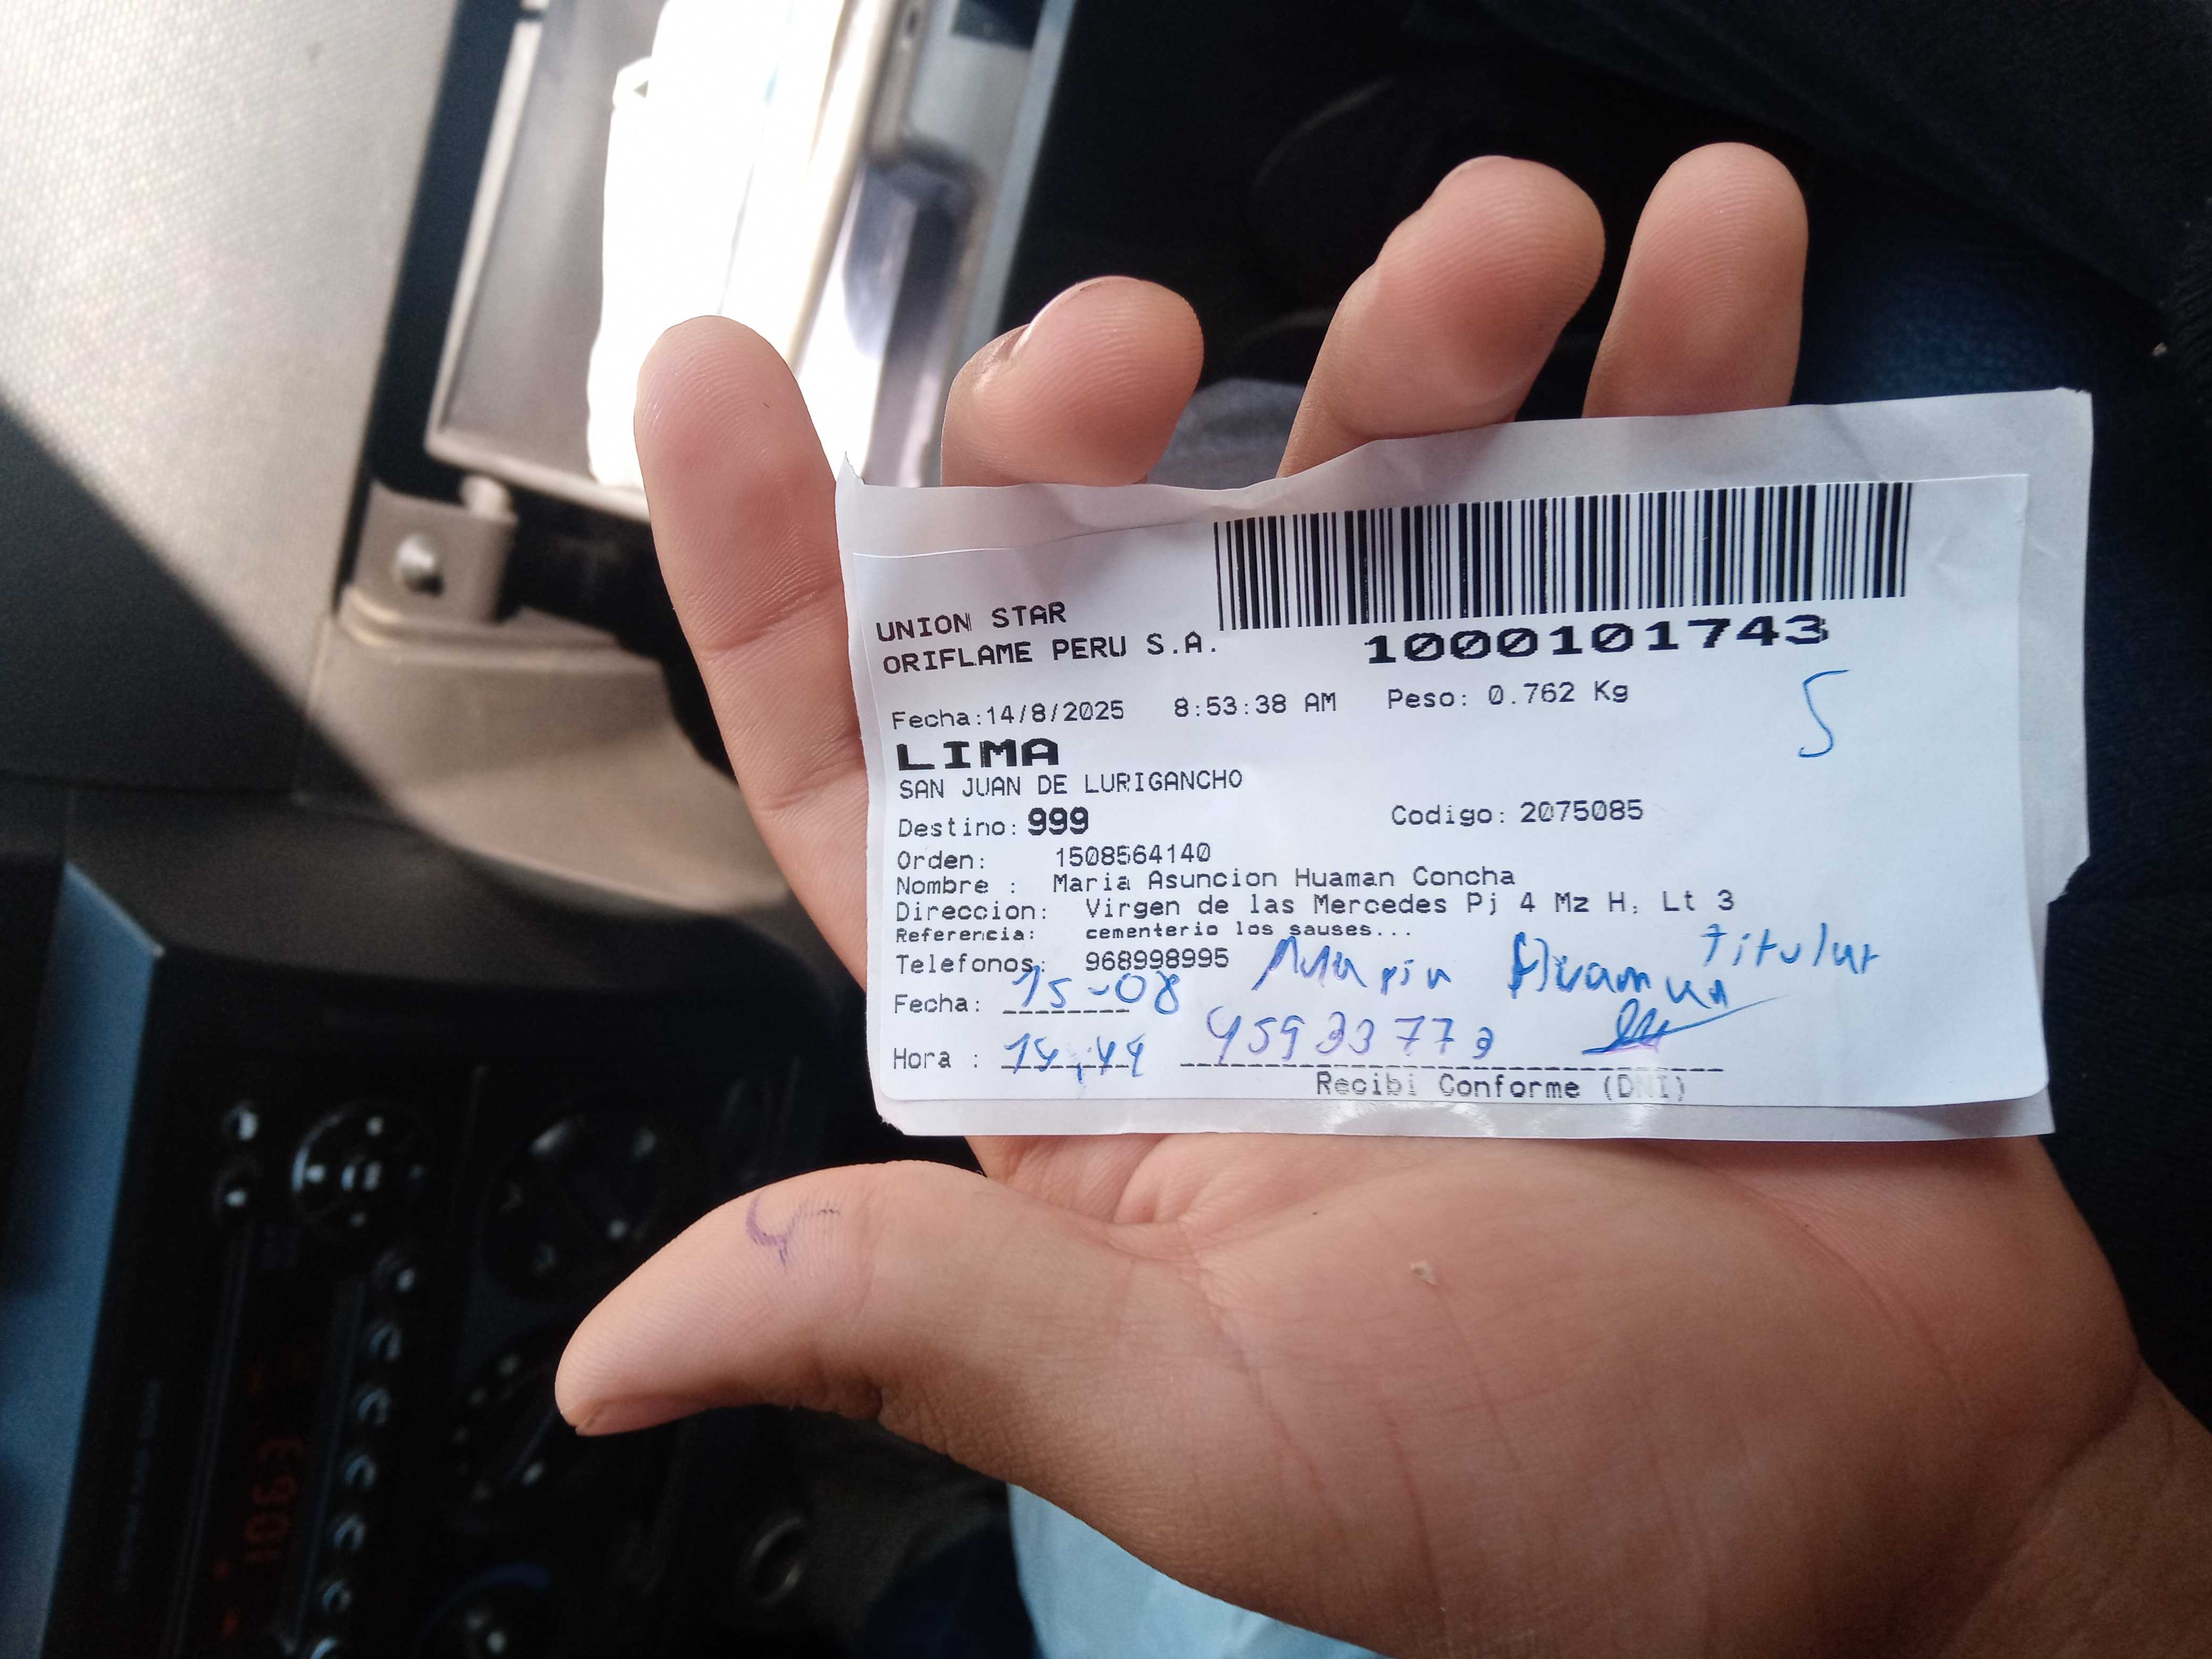 UNION STAR
ORIFLAME PERU S.A.
1000101743
Fecha:14/8/2025 8:53:38 AM Peso: 0.762 Kg
5
LIMA
SAN JUAN DE LURIGANCHO
Destino: 999 Codigo: 2075085
Orden: 1508564140
Nombre : Maria Asuncion Huaman Concha
Direccion: Virgen de las Mercedes Pj 4 Mz H. Lt 3
Referencia: cementerio los sauses...
Telefonos: 968998995 Titular
Fecha: 15-08 Huaman
Hora : 45933773
Recibi Conforme (DNI)
1063